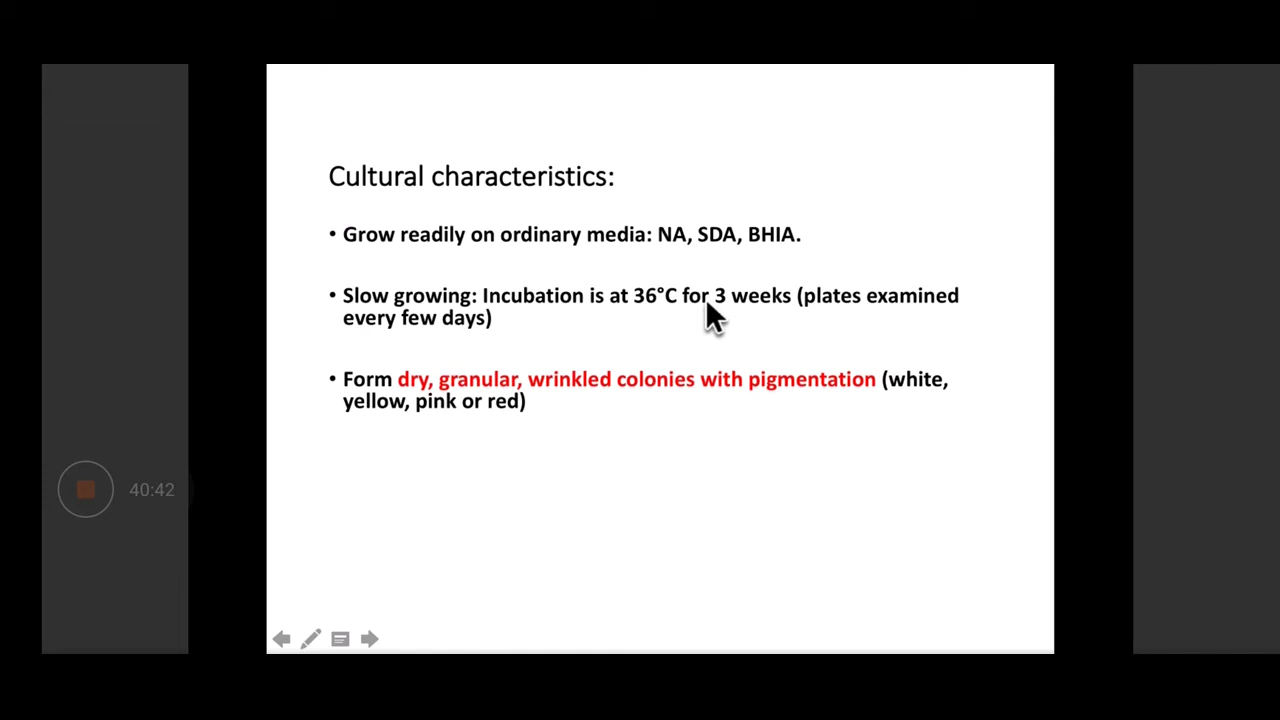 Cultural characteristics:
• Grow readily on ordinary media: NA, SDA, BHIA.
• Slow growing: Incubation is at 36°C for 3 weeks (plates examined
every few days)
• Form dry, granular, wrinkled colonies with pigmentation (white,
yellow, pink or red)
40:42